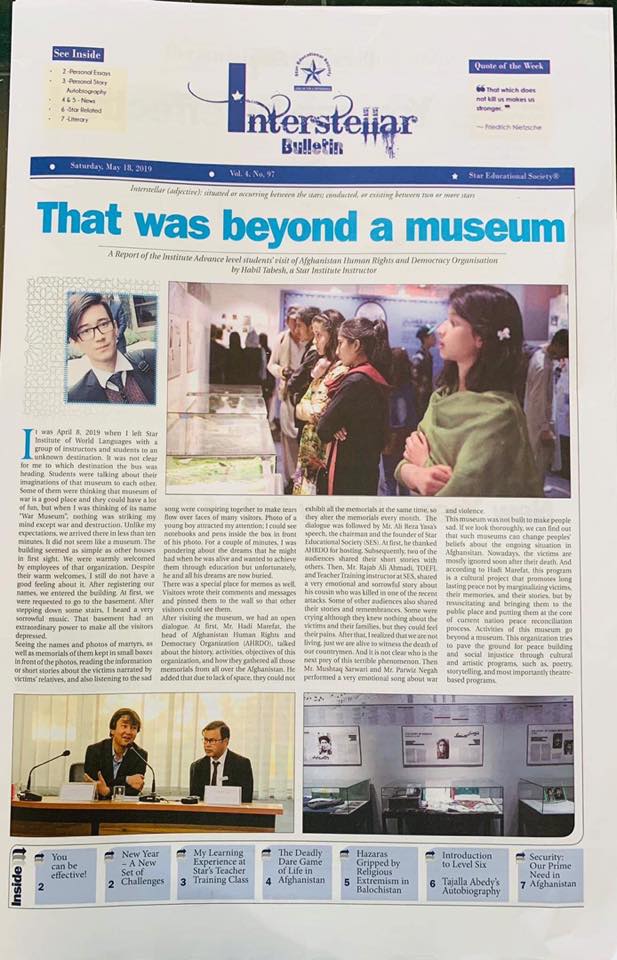 See Inside
2 -Personal Essays
3 -Personal Story
Autobiography
4 & 5 - News
6 -Star Related
7 -Literary
Star Educational Society
Interstellar
Bulletin
Quote of the Week
❝ That which does
not kill us makes us
stronger. ❞
— Friedrich Nietzsche
Saturday, May 18, 2019
Vol. 4, No. 97
Star Educational Society®
Interstellar (adjective): situated or occurring between the stars; conducted, or existing between two or more stars
That was beyond a museum
A Report of the Institute Advance level students' visit of Afghanistan Human Rights and Democracy Organisation
by Habil Tabesh, a Star Institute Instructor
It was April 8, 2019 when I left Star
Institute of World Languages with a
group of instructors and students to an
unknown destination. It was not clear
for me to which destination the bus was
heading. Students were talking about their
imaginations of that museum to each other.
Some of them were thinking that museum of
war is a good place and they could have a lot
of fun, but when I was thinking of its name
"War Museum", nothing was striking my
mind except war and destruction. Unlike my
expectations, we arrived there in less than ten
minutes. It did not seem like a museum. The
building seemed as simple as other houses
in first sight. We were warmly welcomed
by employees of that organization. Despite
their warm welcomes, I still do not have a
good feeling about it. After registering our
names, we entered the building. At first, we
were requested to go to the basement. After
stepping down some stairs, I heard a very
sorrowful music. That basement had an
extraordinary power to make all the visitors
depressed.
Seeing the names and photos of martyrs, as
well as memorials of them kept in small boxes
in front of the photos, reading the information
or short stories about the victims narrated by
victims' relatives, and also listening to the sad
song were conspiring together to make tears
flow over faces of many visitors. Photo of a
young boy attracted my attention; I could see
notebooks and pens inside the box in front
of his photo. For a couple of minutes, I was
pondering about the dreams that he might
had when he was alive and wanted to achieve
them through education but unfortunately,
he and all his dreams are now buried.
There was a special place for memos as well.
Visitors wrote their comments and messages
and pinned them to the wall so that other
visitors could see them.
After visiting the museum, we had an open
dialogue. At first, Mr. Hadi Marefat, the
head of Afghanistan Human Rights and
Democracy Organization (AHRDO), talked
about the history, activities, objectives of this
organization, and how they gathered all those
memorials from all over the Afghanistan. He
added that due to lack of space, they could not
exhibit all the memorials at the same time, so
they alter the memorials every month. The
dialogue was followed by Mr. Ali Reza Yasa's
speech, the chairman and the founder of Star
Educational Society (SES). At first, he thanked
AHRDO for hosting. Subsequently, two of the
audiences shared their short stories with
others. Then, Mr. Rajab Ali Ahmadi, TOEFL
and Teacher Training instructor at SES, shared
a very emotional and sorrowful story about
his cousin who was killed in one of the recent
attacks. Some of other audiences also shared
their stories and remembrances. Some were
crying although they knew nothing about the
victims and their families, but they could feel
their pains. After that, I realized that we are not
living, but we are alive to witness the death of
our countrymen. And it is not clear who is the
next prey of this terrible phenomenon. Then
Mr. Mushtaq Sarwari and Mr. Parwiz Negah
performed a very emotional song about war
and violence.
This museum was not built to make people
sad. If we look thoroughly, we can find out
that such museums can change peoples'
beliefs about the ongoing situation in
Afghansitan. Nowadays, the victims are
mostly ignored soon after their death. And
according to Hadi Marefat, this program
is a cultural project that promotes long
lasting peace not by marginalizing victims,
their memories, and their stories, but by
resuscitating and bringing them to the
public place and putting them at the core
of current nation peace reconciliation
process. Activities of this museum go
beyond a museum. This organization tries
to pave the ground for peace building
and social injustice through cultural
and artistic programs, such as, poetry,
storytelling, and most importantly theatre-
based programs.
Inside
You
can be
effective!
2
New Year
– A New
Set of
Challenges
2
My Learning
Experience at
Star's Teacher
Training Class
3
The Deadly
Dare Game
of Life in
Afghanistan
4
Hazaras
Gripped by
Religious
Extremism in
Balochistan
5
Introduction
to Level Six
Tajalla Abedy's
Autobiography
6
Security:
Our Prime
Need in
Afghanistan
7